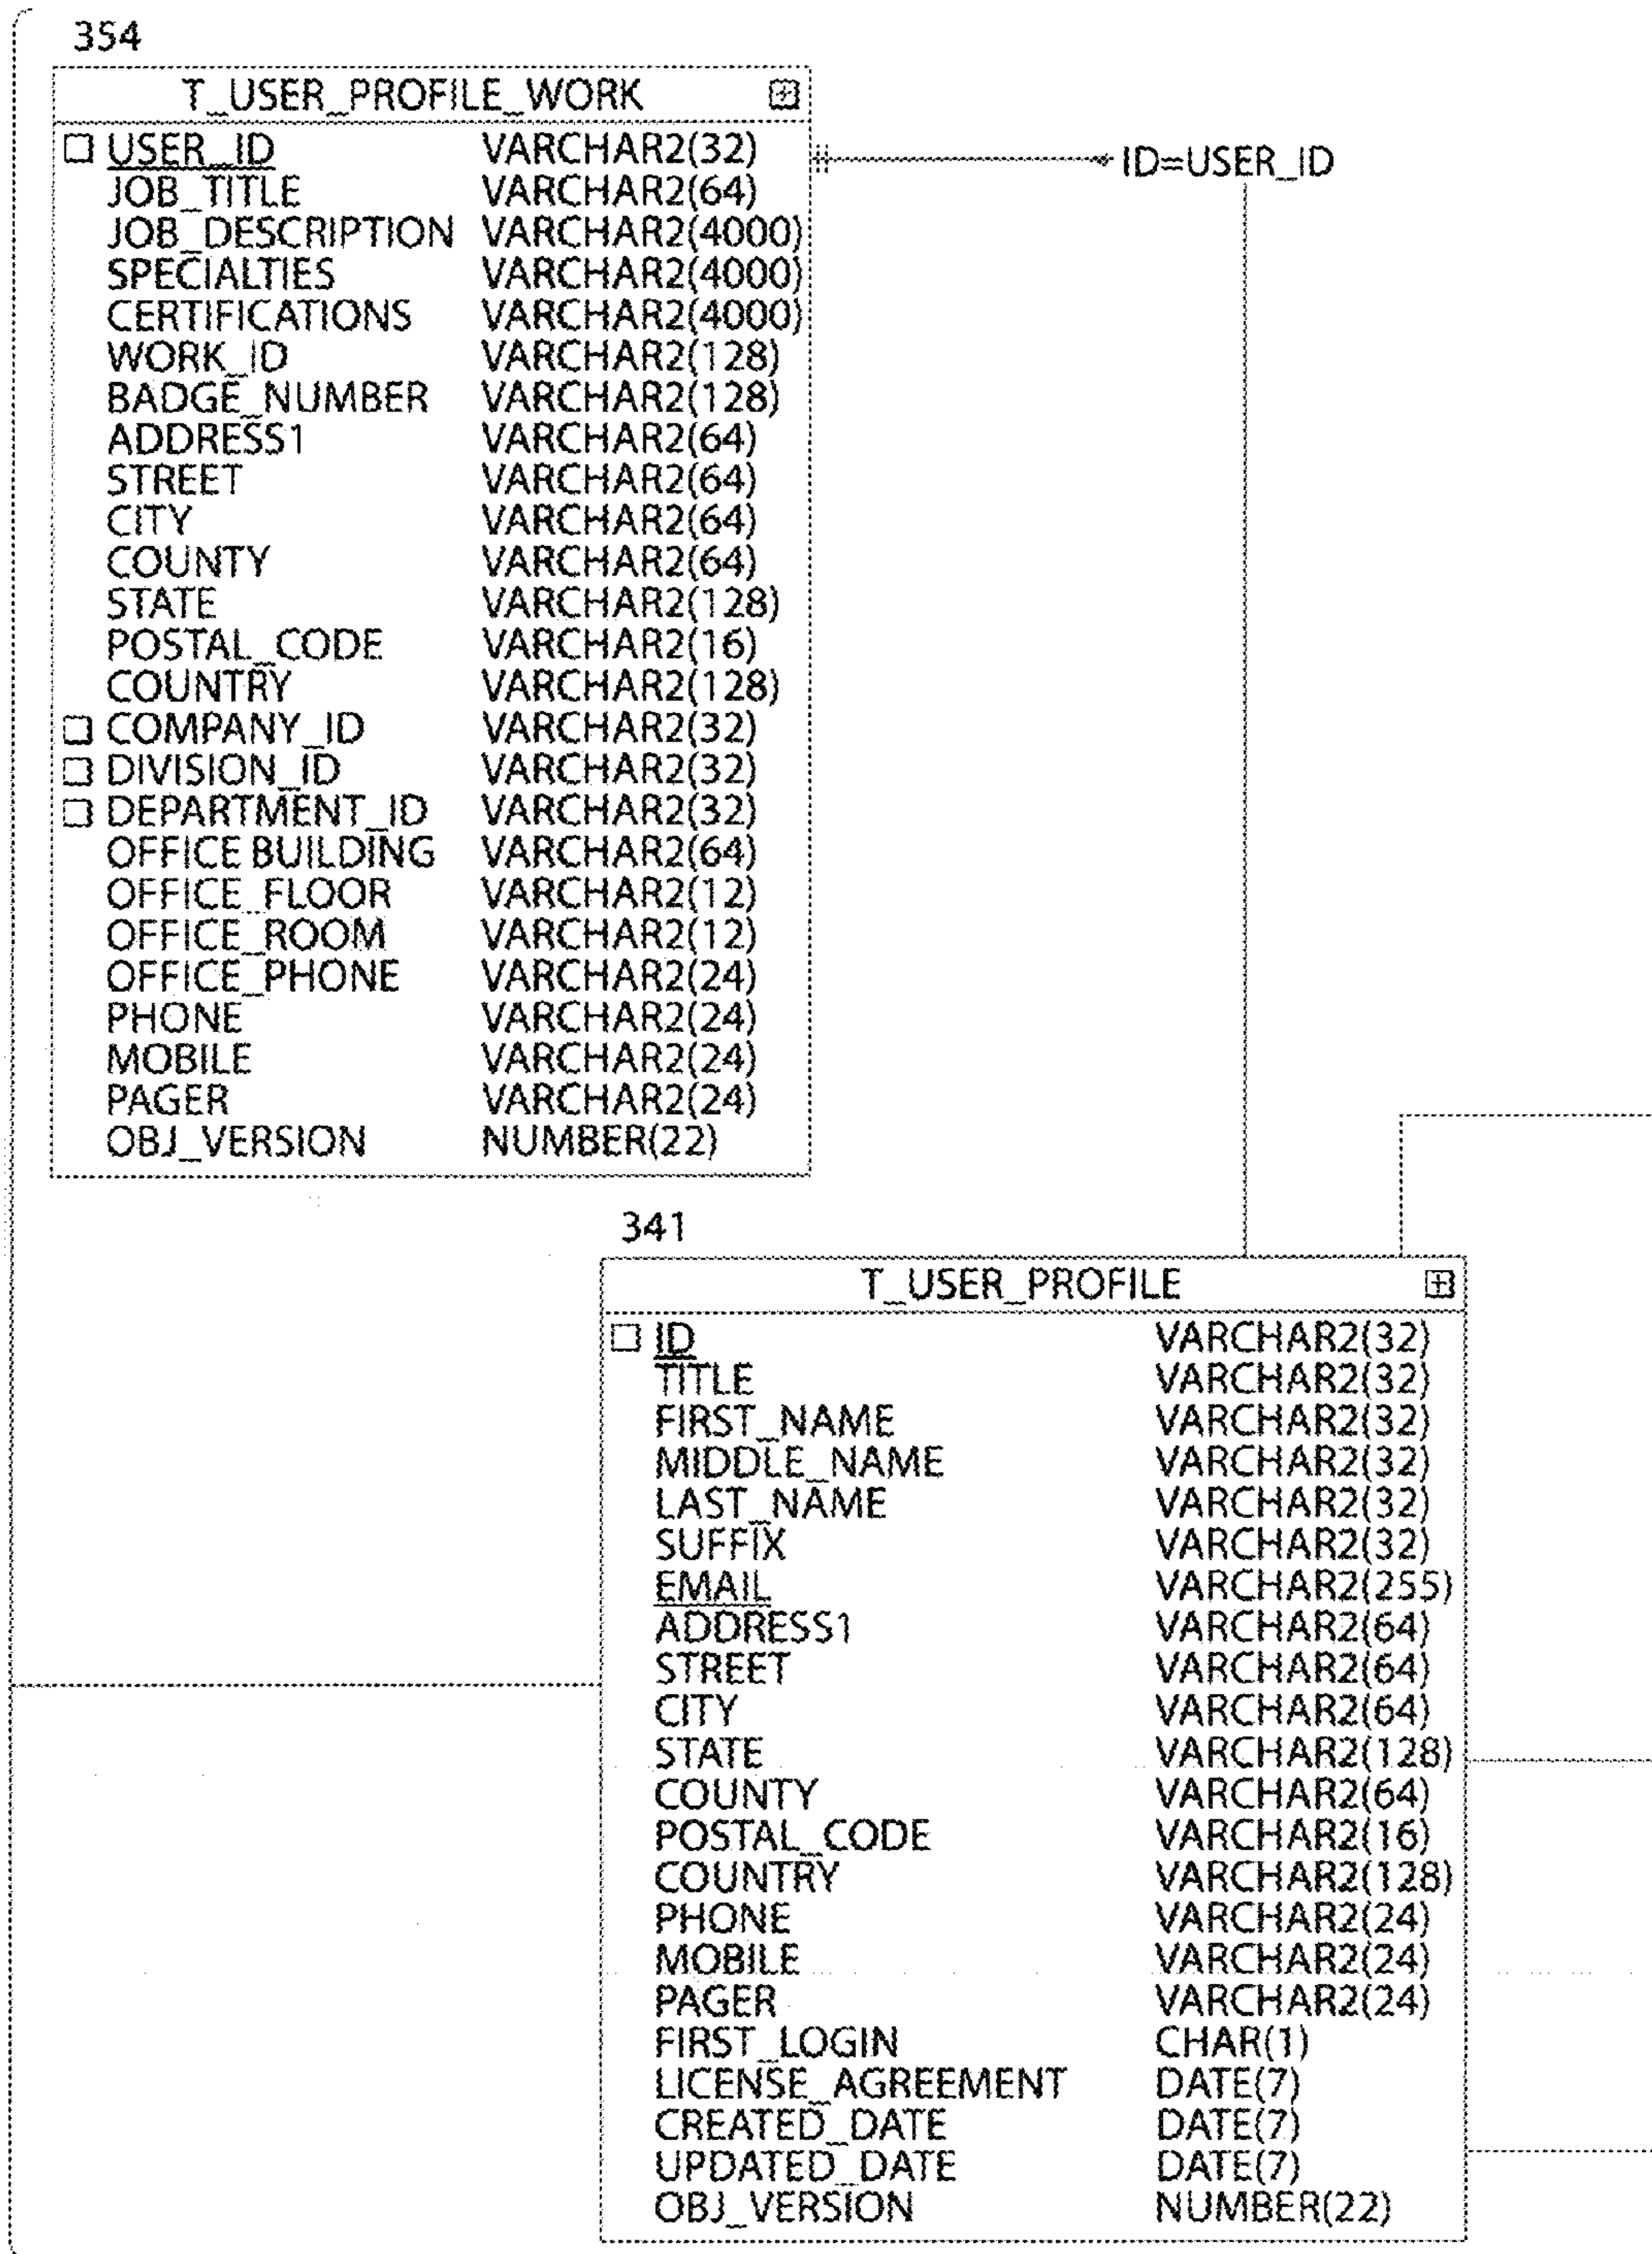 354
T_USER_PROFILE_WORK
USER_ID VARCHAR2(32)
ID=USER_ID
JOB_TITLE VARCHAR2(64)
JOB_DESCRIPTION VARCHAR2(4000)
SPECIALTIES VARCHAR2(4000)
CERTIFICATIONS VARCHAR2(4000)
WORK_ID VARCHAR2(128)
BADGE_NUMBER VARCHAR2(128)
ADDRESS1 VARCHAR2(64)
STREET VARCHAR2(64)
CITY VARCHAR2(64)
COUNTY VARCHAR2(64)
STATE VARCHAR2(128)
POSTAL_CODE VARCHAR2(16)
COUNTRY VARCHAR2(128)
COMPANY_ID VARCHAR2(32)
DIVISION_ID VARCHAR2(32)
DEPARTMENT_ID VARCHAR2(32)
OFFICE BUILDING VARCHAR2(64)
OFFICE_FLOOR VARCHAR2(12)
OFFICE_ROOM VARCHAR2(12)
OFFICE_PHONE VARCHAR2(24)
PHONE VARCHAR2(24)
MOBILE VARCHAR2(24)
PAGER VARCHAR2(24)
OBJ_VERSION NUMBER(22)
341
T_USER_PROFILE
ID VARCHAR2(32)
TITLE VARCHAR2(32)
FIRST_NAME VARCHAR2(32)
MIDDLE_NAME VARCHAR2(32)
LAST_NAME VARCHAR2(32)
SUFFIX VARCHAR2(32)
EMAIL VARCHAR2(255)
ADDRESS1 VARCHAR2(64)
STREET VARCHAR2(64)
CITY VARCHAR2(64)
STATE VARCHAR2(128)
COUNTY VARCHAR2(64)
POSTAL_CODE VARCHAR2(16)
COUNTRY VARCHAR2(128)
PHONE VARCHAR2(24)
MOBILE VARCHAR2(24)
PAGER VARCHAR2(24)
FIRST_LOGIN CHAR(1)
LICENSE_AGREEMENT DATE(7)
CREATED_DATE DATE(7)
UPDATED_DATE DATE(7)
OBJ_VERSION NUMBER(22)